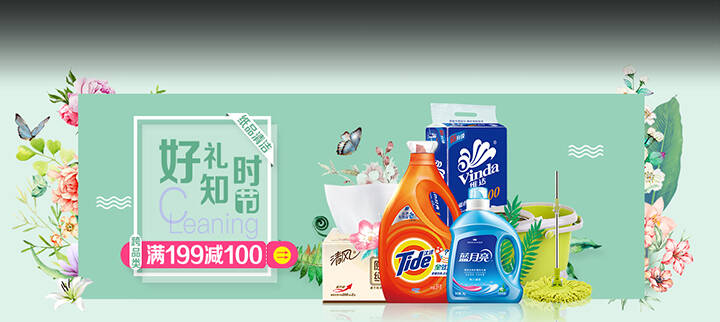 纸品清洁
好礼知时节
Cleaning
跨品类
满199减100
Vinda
维达
清风
Tide
蓝月亮